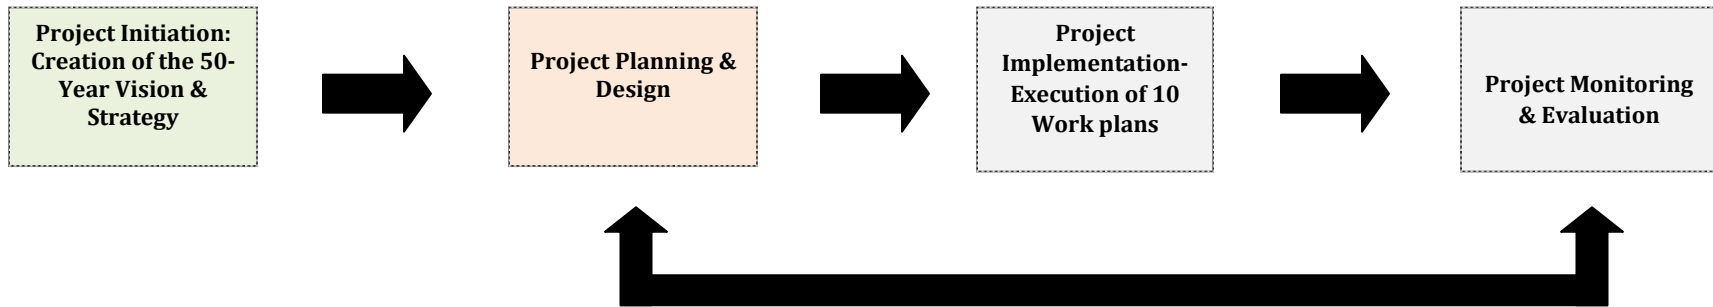 Project Initiation:
Creation of the 50-
Year Vision &
Strategy
Project Planning &
Design
Project
Implementation-
Execution of 10
Work plans
Project Monitoring
& Evaluation